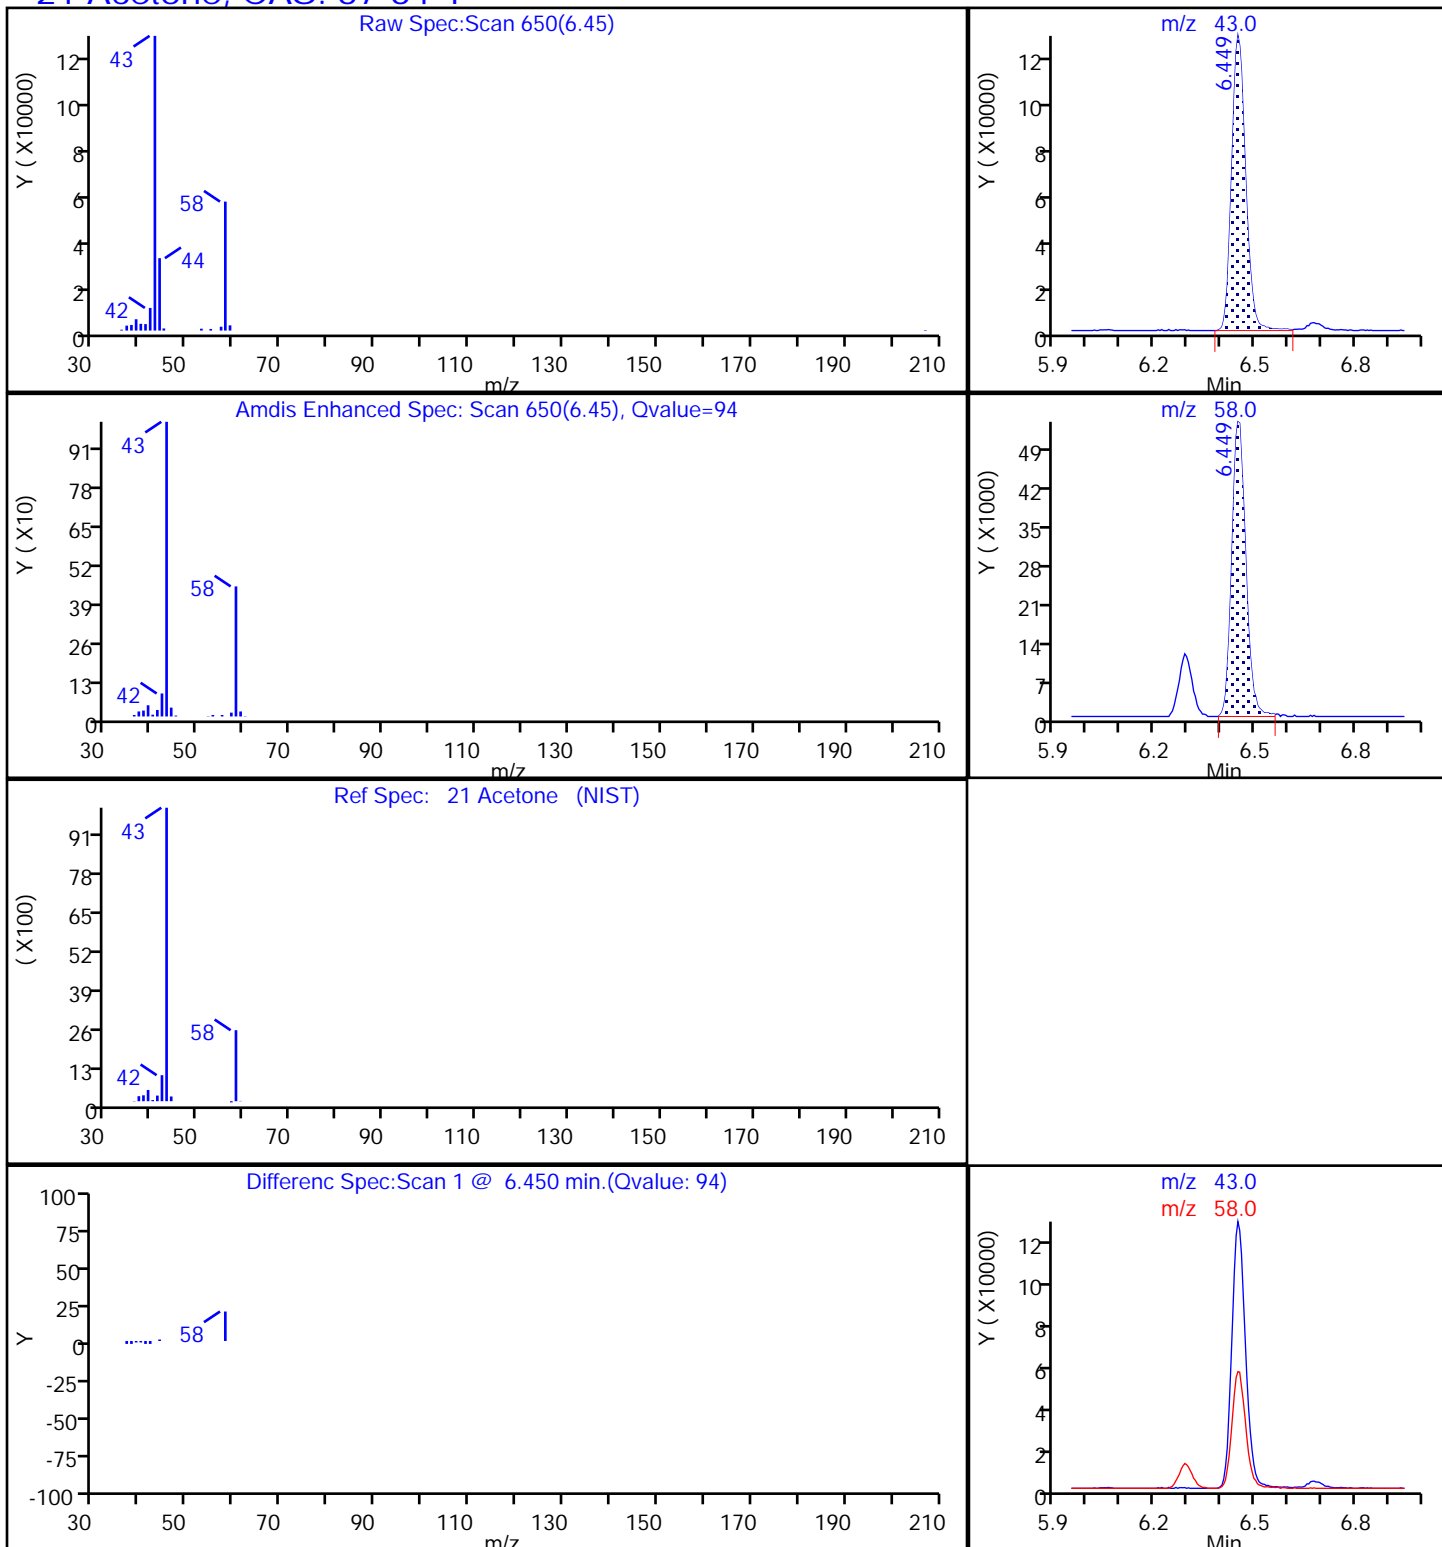 21 Acetone, CAS: 67-64-1
Raw Spec:Scan 650(6.45)
Y ( X10000)
12
10
8
6
4
2
0
43
58
44
42
30 50 70 90 110 130 150 170 190 210
m/z
m/z 43.0
Y ( X10000)
12
10
8
6
4
2
0
6.449
5.9 6.2 6.5 6.8
Min
Amdis Enhanced Spec: Scan 650(6.45), Qvalue=94
Y ( X10)
91
78
65
52
39
26
13
0
43
58
42
30 50 70 90 110 130 150 170 190 210
m/z
m/z 58.0
Y ( X1000)
49
42
35
28
21
14
7
0
6.449
5.9 6.2 6.5 6.8
Min
Ref Spec: 21 Acetone (NIST)
( X100)
91
78
65
52
39
26
13
0
43
58
42
30 50 70 90 110 130 150 170 190 210
Differenc Spec:Scan 1 @ 6.450 min.(Qvalue: 94)
Y
100
75
50
25
0
-25
-50
-75
-100
58
30 50 70 90 110 130 150 170 190 210
m/z
m/z 43.0
m/z 58.0
Y ( X10000)
12
10
8
6
4
2
0
5.9 6.2 6.5 6.8
Min